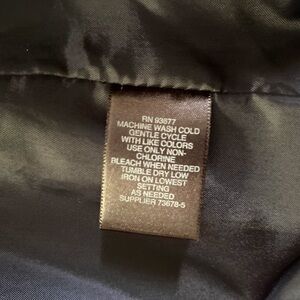 RN 93677
MACHINE WASH COLD
GENTLE CYCLE
WITH LIKE COLORS
USE ONLY NON-
CHLORINE
BLEACH WHEN NEEDED
TUMBLE DRY LOW
IRON ON LOWEST
SETTING
AS NEEDED
SUPPLIER 73678-5